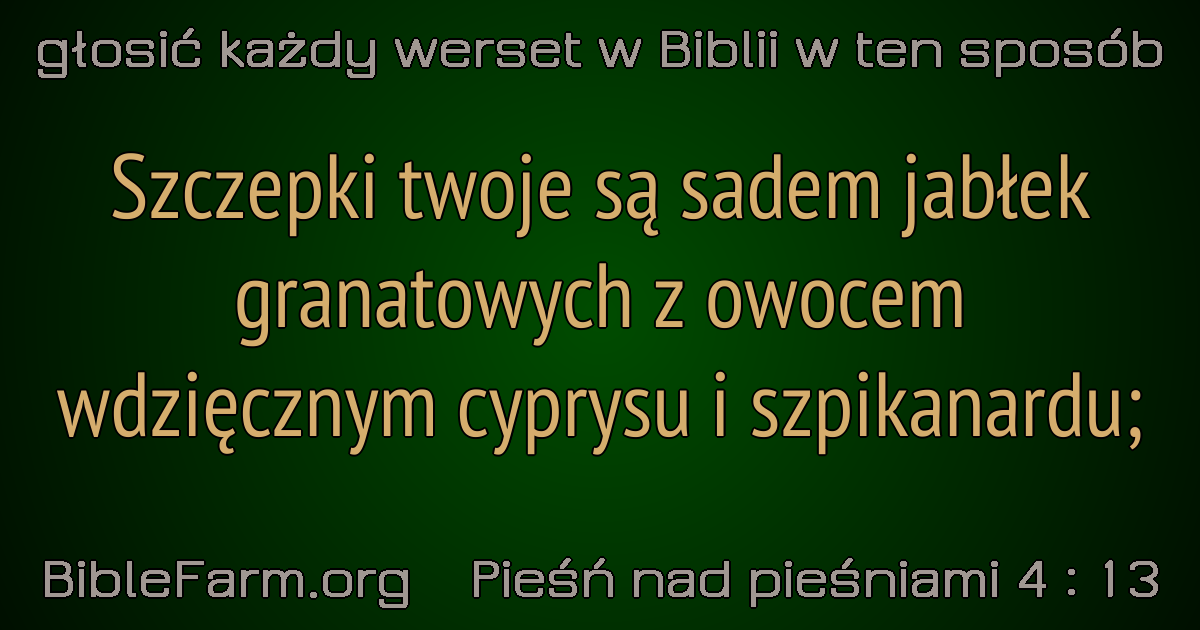 głosić każdy werset w Biblii w ten sposób
Szczepki twoje są sadem jabłek
granatowych z owocem
wdzięcznym cyprysu i szpikanardu;
BibleFarm.org Pieśń nad pieśniami 4 : 13